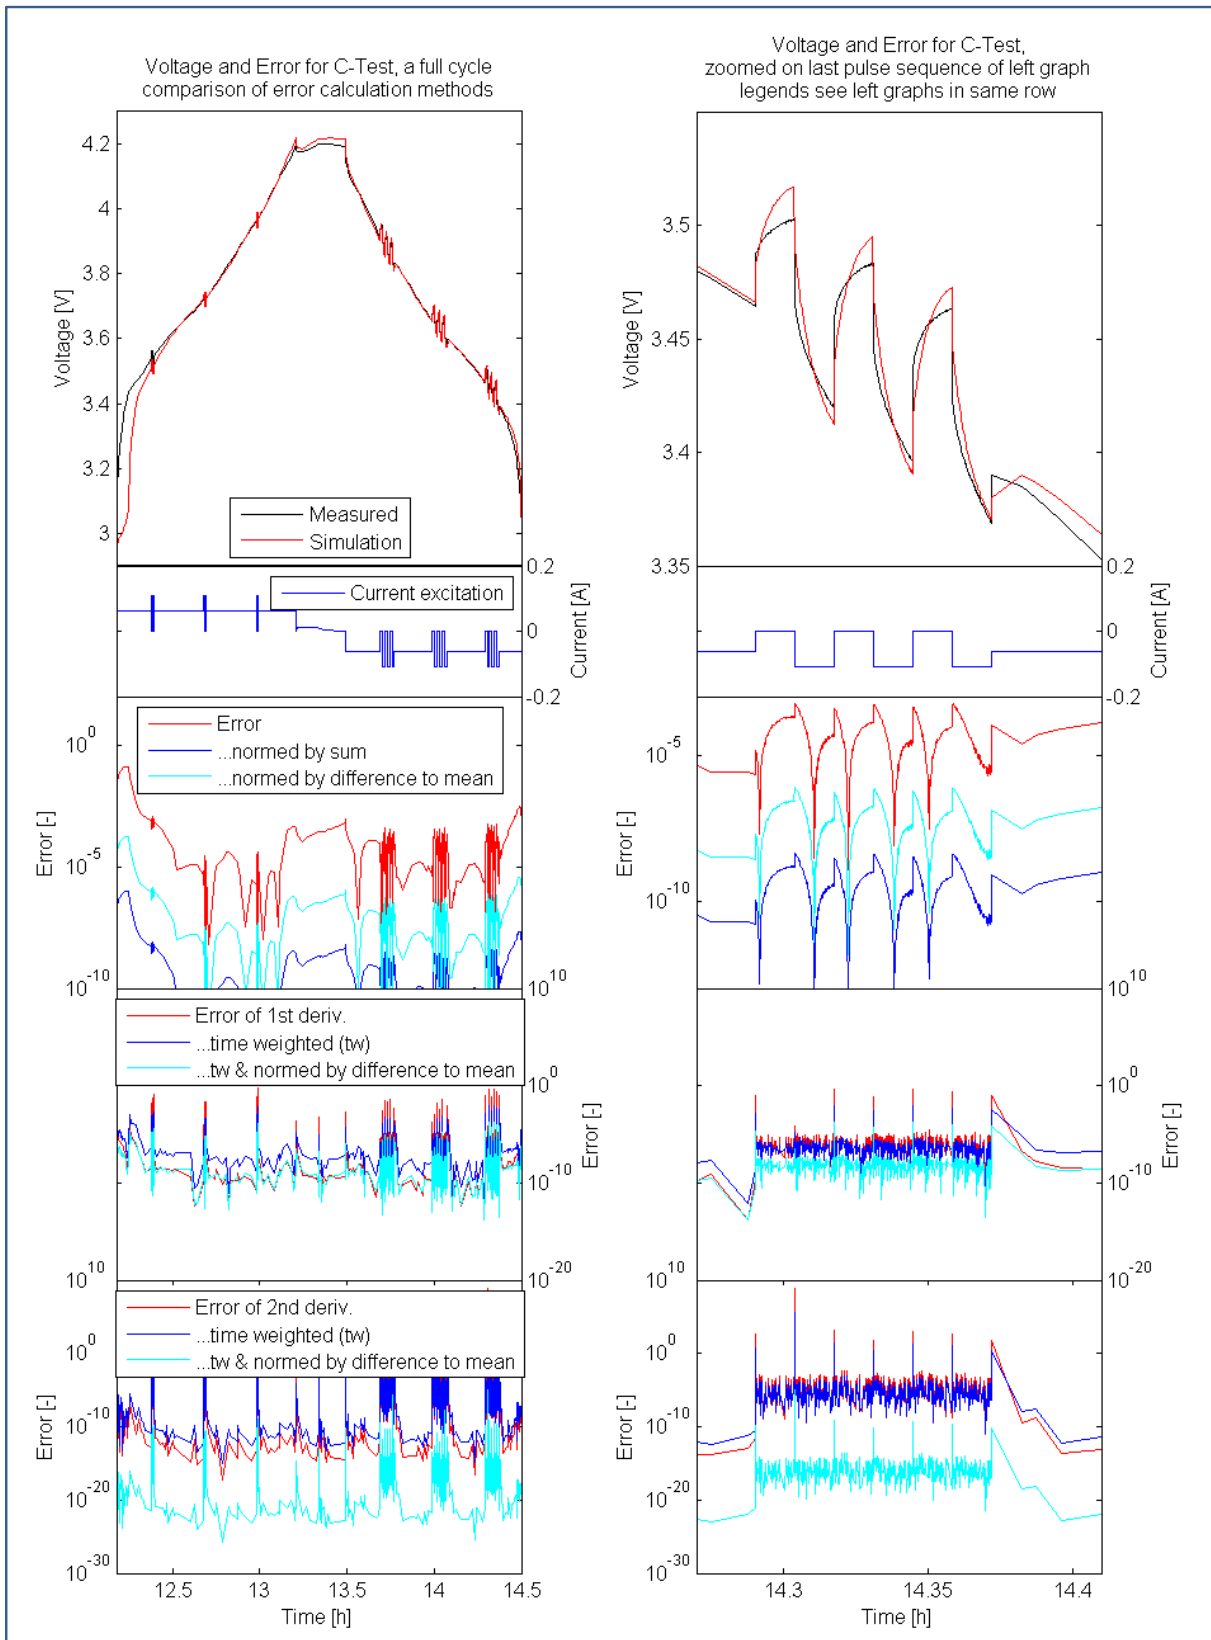 Voltage and Error for C-Test, a full cycle
comparison of error calculation methods
Voltage and Error for C-Test,
zoomed on last pulse sequence of left graph
legends see left graphs in same row
4.2
4
3.8
3.6
3.4
3.2
3
Voltage [V]
Measured
Simulation
3.5
3.45
3.4
3.35
Voltage [V]
Current excitation
0.2
0
-0.2
Current [A]
0.2
0
-0.2
Current [A]
Error
...normed by sum
...normed by difference to mean
10^0
10^-5
10^-10
Error [-]
10^-5
10^-10
Error [-]
Error of 1st deriv.
...time weighted (tw)
...tw & normed by difference to mean
10^10
10^0
10^-10
10^-20
Error [-]
10^10
10^0
10^-10
10^-20
Error [-]
Error of 2nd deriv.
...time weighted (tw)
...tw & normed by difference to mean
10^10
10^0
10^-10
10^-20
10^-30
Error [-]
10^10
10^0
10^-10
10^-20
10^-30
Error [-]
12.5 13 13.5 14 14.5
Time [h]
14.3 14.35 14.4
Time [h]